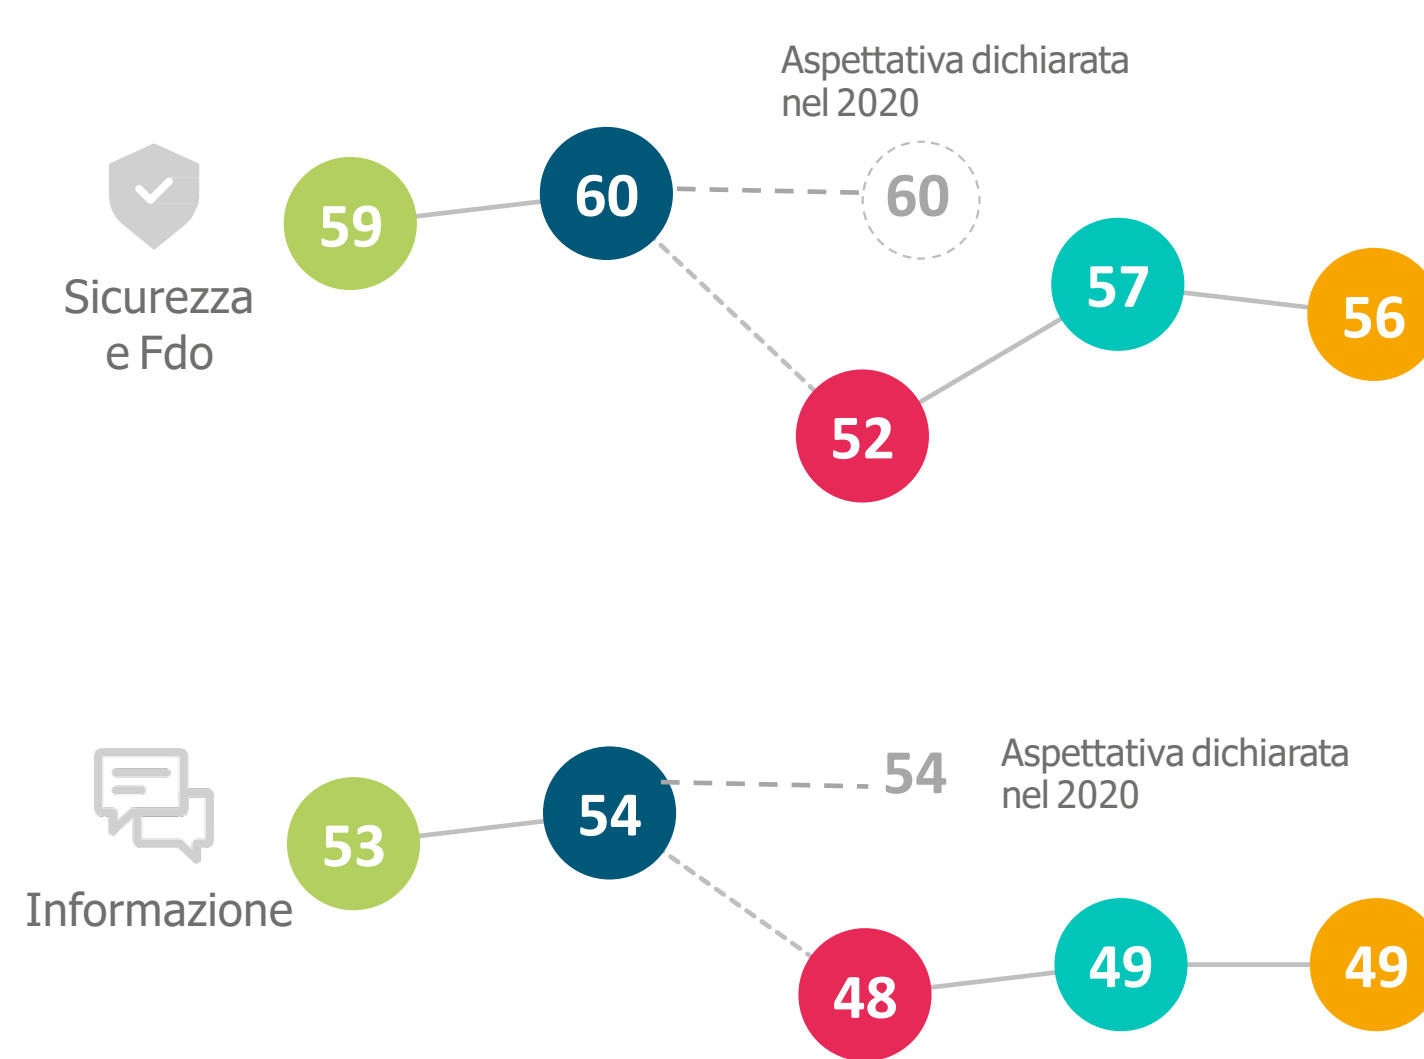 Aspettativa dichiarata
nel 2020
59
60
60
57
56
52
Sicurezza
e Fdo
Aspettativa dichiarata
nel 2020
54
54
53
Informazione
48
49
49